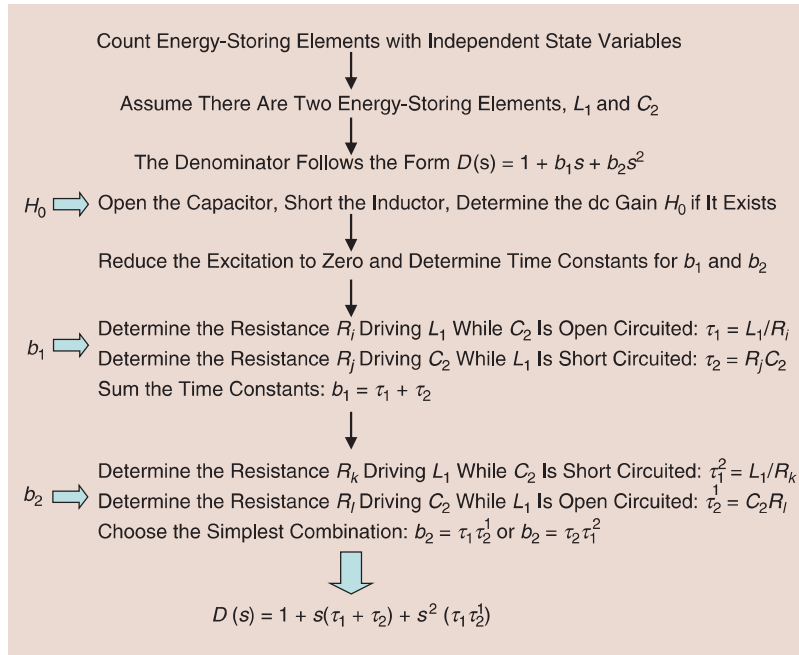 Count Energy-Storing Elements with Independent State Variables
Assume There Are Two Energy-Storing Elements, L₁ and C₂
The Denominator Follows the Form D(s) = 1 + b₁s + b₂s²
H₀
Open the Capacitor, Short the Inductor, Determine the dc Gain H₀ if It Exists
Reduce the Excitation to Zero and Determine Time Constants for b₁ and b₂
b₁
Determine the Resistance Rᵢ Driving L₁ While C₂ Is Open Circuited: τ₁ = L₁/Rᵢ
Determine the Resistance Rⱼ Driving C₂ While L₁ Is Short Circuited: τ₂ = RⱼC₂
Sum the Time Constants: b₁ = τ₁ + τ₂
b₂
Determine the Resistance Rₖ Driving L₁ While C₂ Is Short Circuited: τ₁² = L₁/Rₖ
Determine the Resistance Rₗ Driving C₂ While L₁ Is Open Circuited: τ₂¹ = C₂Rₗ
Choose the Simplest Combination: b₂ = τ₁τ₂¹ or b₂ = τ₂τ₁²
D (s) = 1 + s(τ₁ + τ₂) + s² (τ₁τ₂¹)